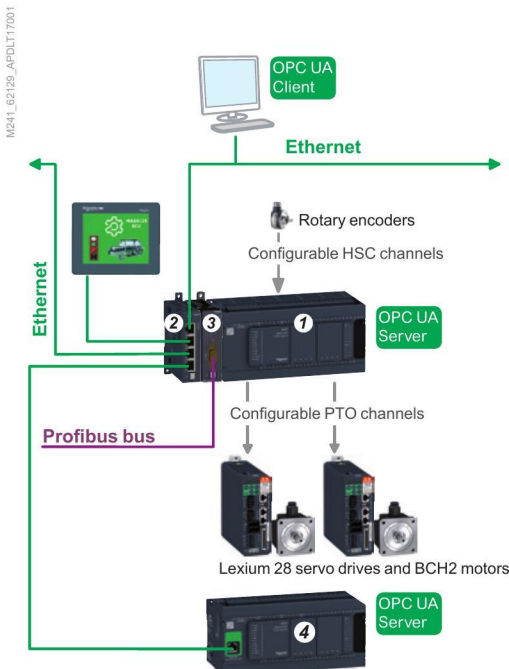 M241_62129_APDLT17001
OPC UA
Client
Ethernet
Rotary encoders
Configurable HSC channels
Ethernet
2
3
1
OPC UA
Server
Configurable PTO channels
Profibus bus
Lexium 28 servo drives and BCH2 motors
OPC UA
Server
4